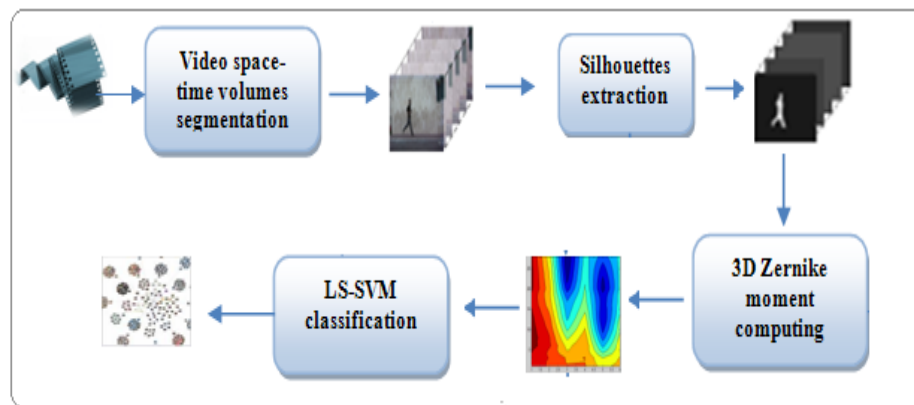 Video space-
time volumes
segmentation
Silhouettes
extraction
3D Zernike
moment
computing
LS-SVM
classification